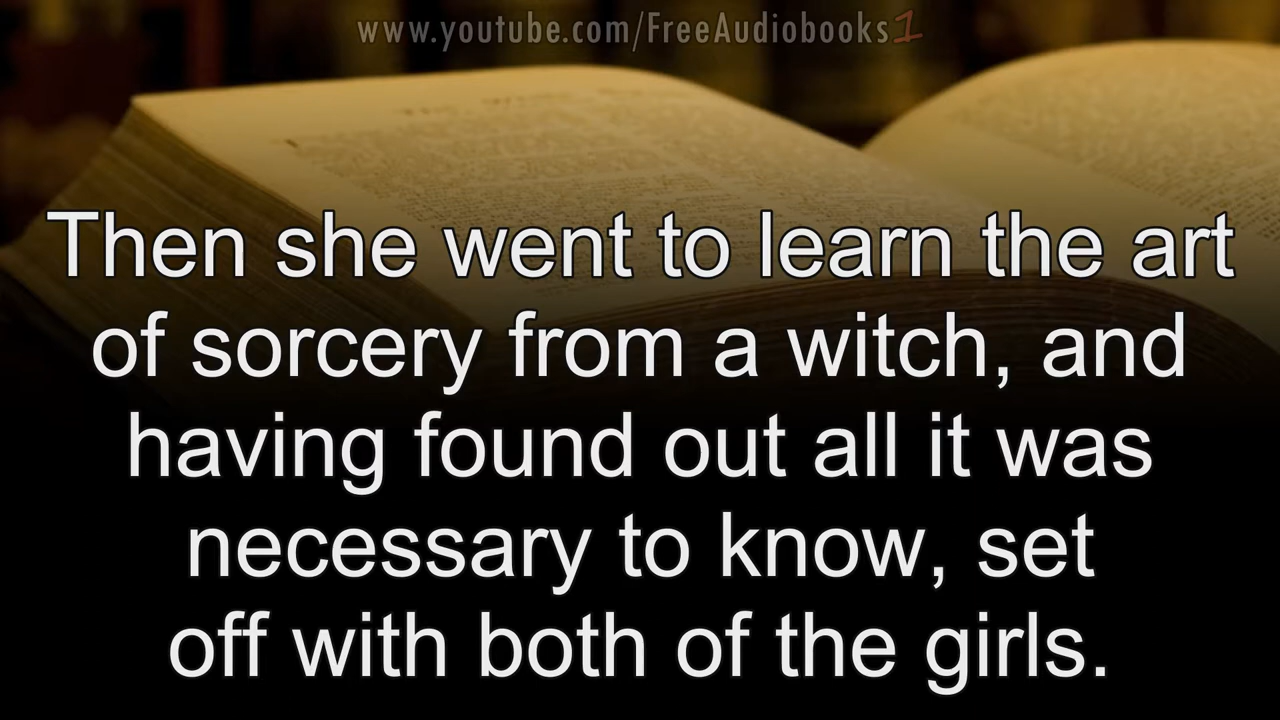 www.youtube.com/FreeAudiobooks1
Then she went to learn the art
of sorcery from a witch, and
having found out all it was
necessary to know, set
off with both of the girls.